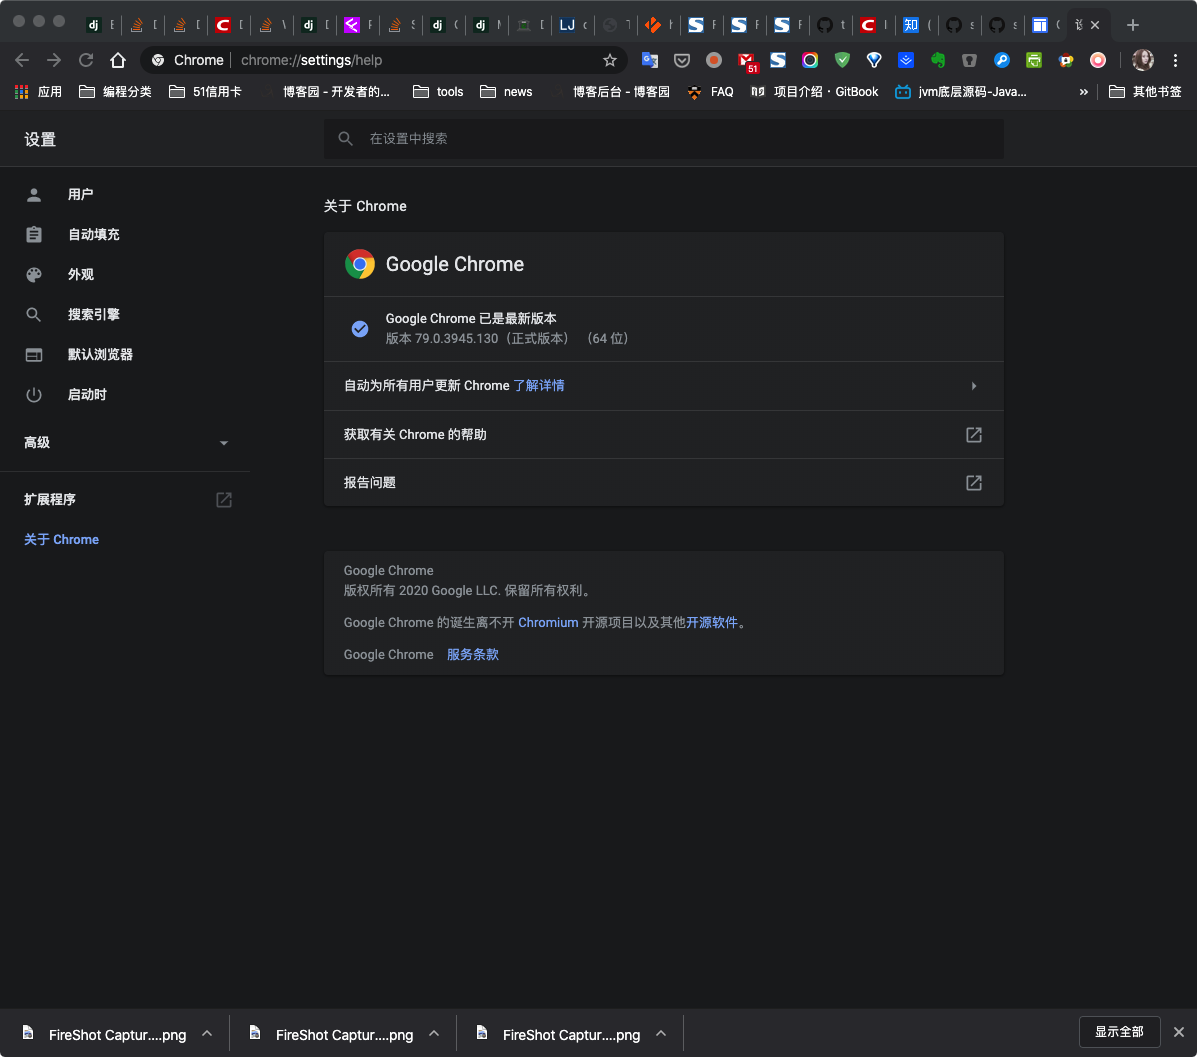 Chrome | chrome://settings/help
51
应用 编程分类 51信用卡 博客园 - 开发者的... tools news 博客后台 - 博客园 FAQ 项目介绍 · GitBook jvm底层源码-Java... » 其他书签
设置
在设置中搜索
用户
自动填充
外观
搜索引擎
默认浏览器
启动时
高级
扩展程序
关于 Chrome
关于 Chrome
Google Chrome
Google Chrome 已是最新版本
版本 79.0.3945.130（正式版本） （64 位）
自动为所有用户更新 Chrome 了解详情
获取有关 Chrome 的帮助
报告问题
Google Chrome
版权所有 2020 Google LLC. 保留所有权利。
Google Chrome 的诞生离不开 Chromium 开源项目以及其他开源软件。
Google Chrome 服务条款
FireShot Captur....png FireShot Captur....png FireShot Captur....png 显示全部